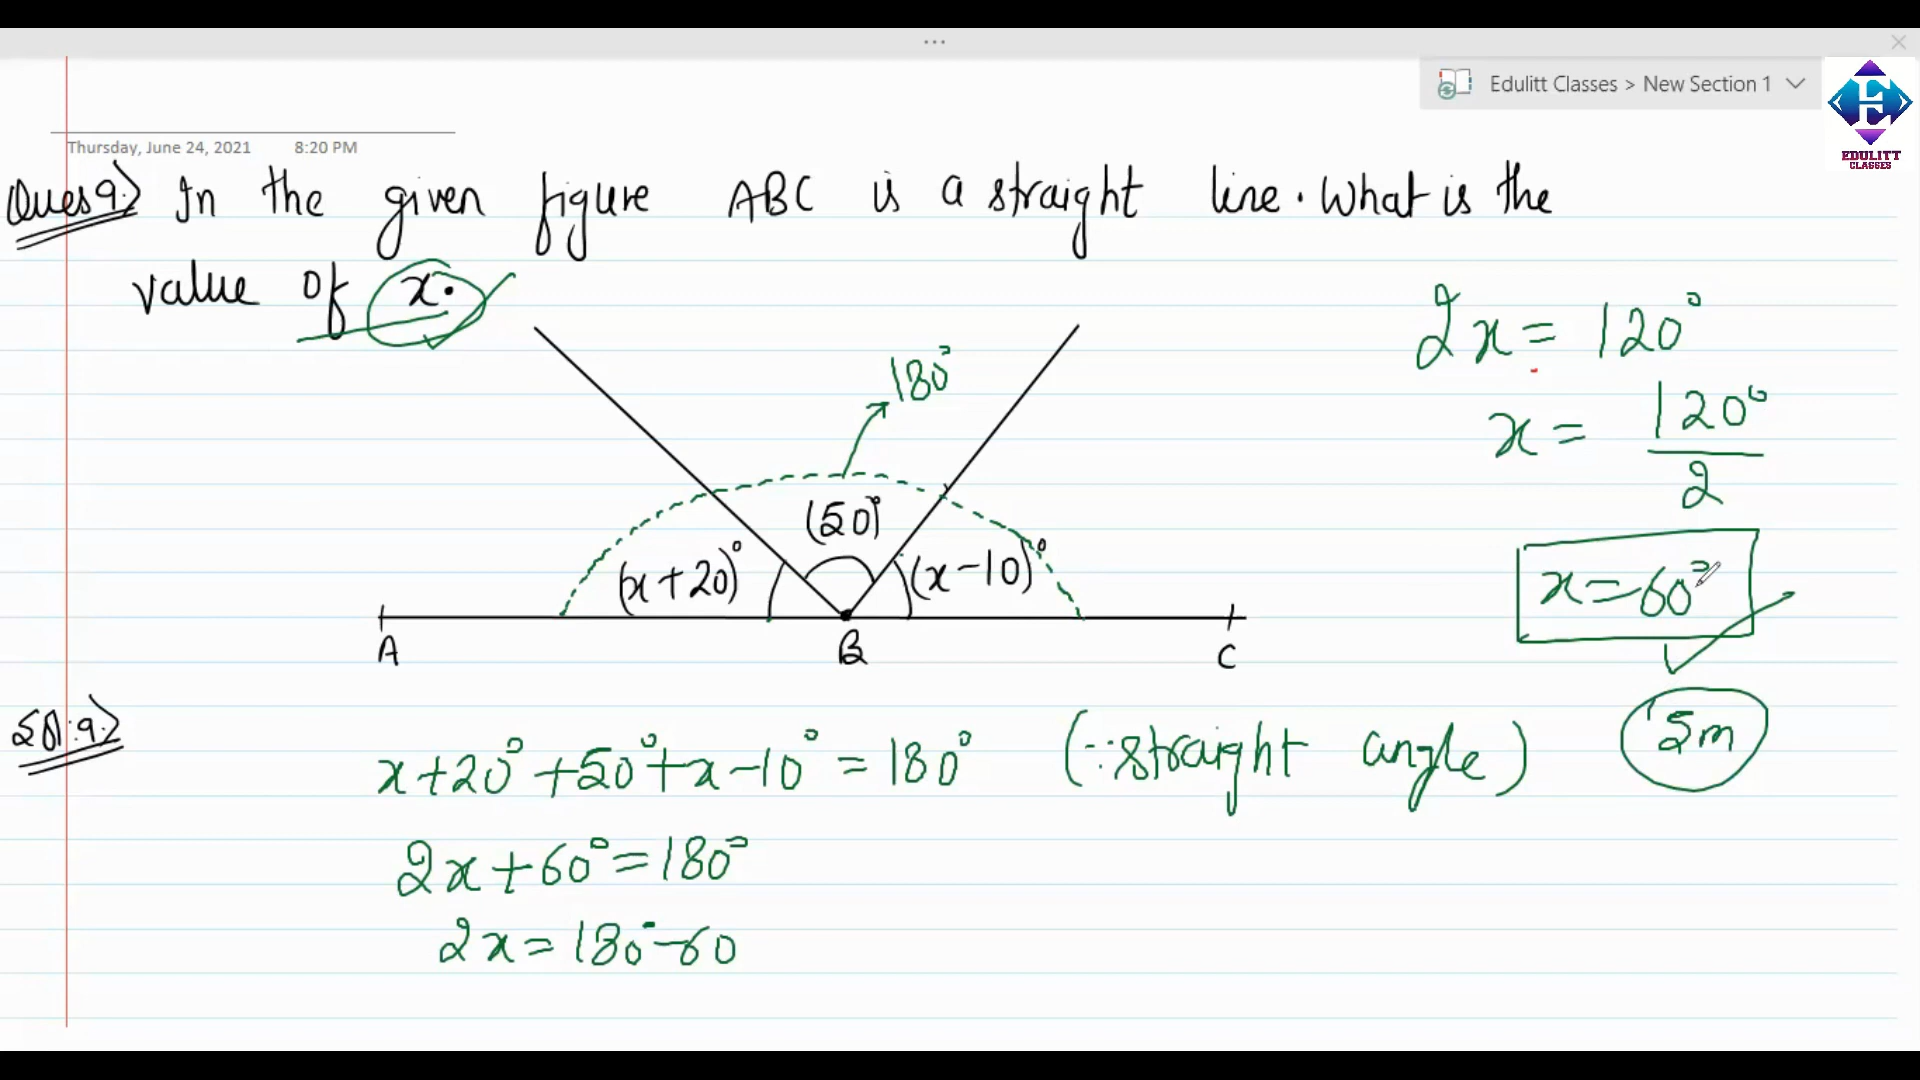 ...
Edulitt Classes > New Section 1
EDULITT
CLASSES
Thursday, June 24, 2021 8:20 PM
Ques9.> In the given figure ABC is a straight line. What is the
value of x.
180°
(50)°
(x+20)°
(x-10)°
A B C
Sol:9.>
x+20°+50°+x-10°=180° (∵straight angle)
2x+60°=180°
2x=180°-60
2x=120°
x=120°/2
x=60°
5m